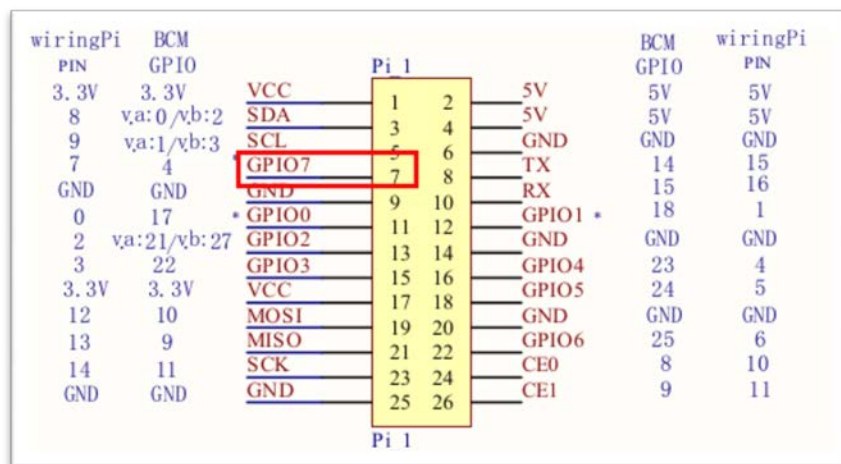 wiringPi BCM BCM wiringPi
PIN GPIO Pi_1 GPIO PIN
3.3V 3.3V VCC 1 2 5V 5V 5V
8 v.a:0/v.b:2 SDA 3 4 5V 5V 5V
9 v.a:1/v.b:3 SCL 5 6 GND GND GND
7 4 * GPIO7 7 8 TX 14 15
GND GND GND 9 10 RX 15 16
0 17 * GPIO0 11 12 GPIO1 * 18 1
2 v.a:21/v.b:27 GPIO2 13 14 GND GND GND
3 22 GPIO3 15 16 GPIO4 23 4
3.3V 3.3V VCC 17 18 GPIO5 24 5
12 10 MOSI 19 20 GND GND GND
13 9 MISO 21 22 GPIO6 25 6
14 11 SCK 23 24 CE0 8 10
GND GND GND 25 26 CE1 9 11
Pi_1